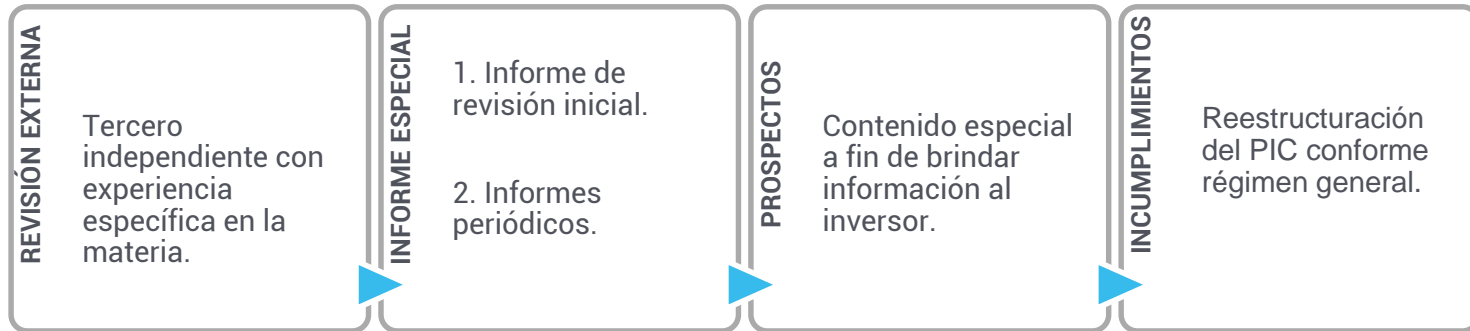 REVISIÓN EXTERNA
Tercero
independiente con
experiencia
específica en la
materia.
INFORME ESPECIAL
1. Informe de
revisión inicial.
2. Informes
periódicos.
PROSPECTOS
Contenido especial
a fin de brindar
información al
inversor.
INCUMPLIMIENTOS
Reestructuración
del PIC conforme
régimen general.